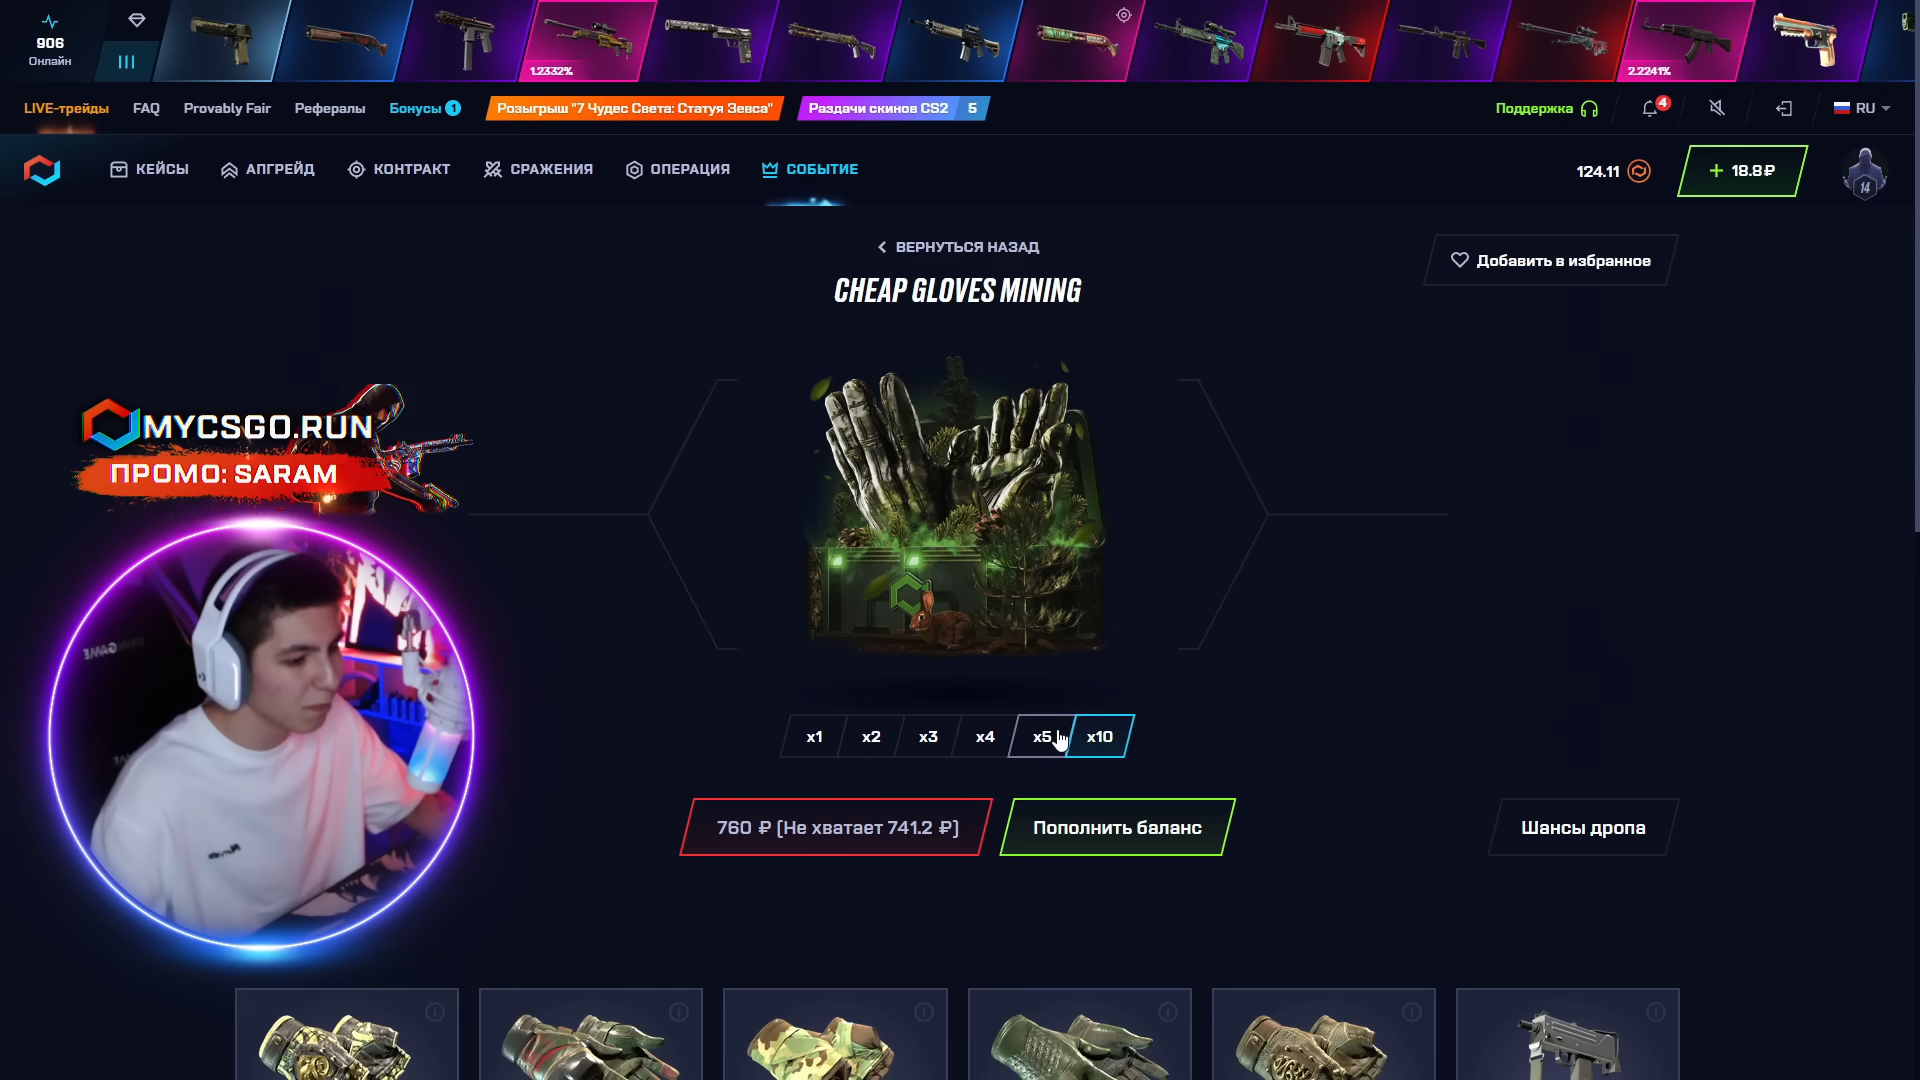 906
Онлайн
1.2332%
2.2241%
LIVE-трейды
FAQ
Provably Fair
Рефералы
Бонусы 1
Розыгрыш "7 Чудес Света: Статуя Зевса"
Раздачи скинов CS2 5
Поддержка
4
RU
КЕЙСЫ
АПГРЕЙД
КОНТРАКТ
СРАЖЕНИЯ
ОПЕРАЦИЯ
СОБЫТИЕ
124.11
+ 18.8 ₽
14
ВЕРНУТЬСЯ НАЗАД
CHEAP GLOVES MINING
Добавить в избранное
MYCSGO.RUN
ПРОМО: SARAM
x1 x2 x3 x4 x5 x10
760 ₽ (Не хватает 741.2 ₽)
Пополнить баланс
Шансы дропа